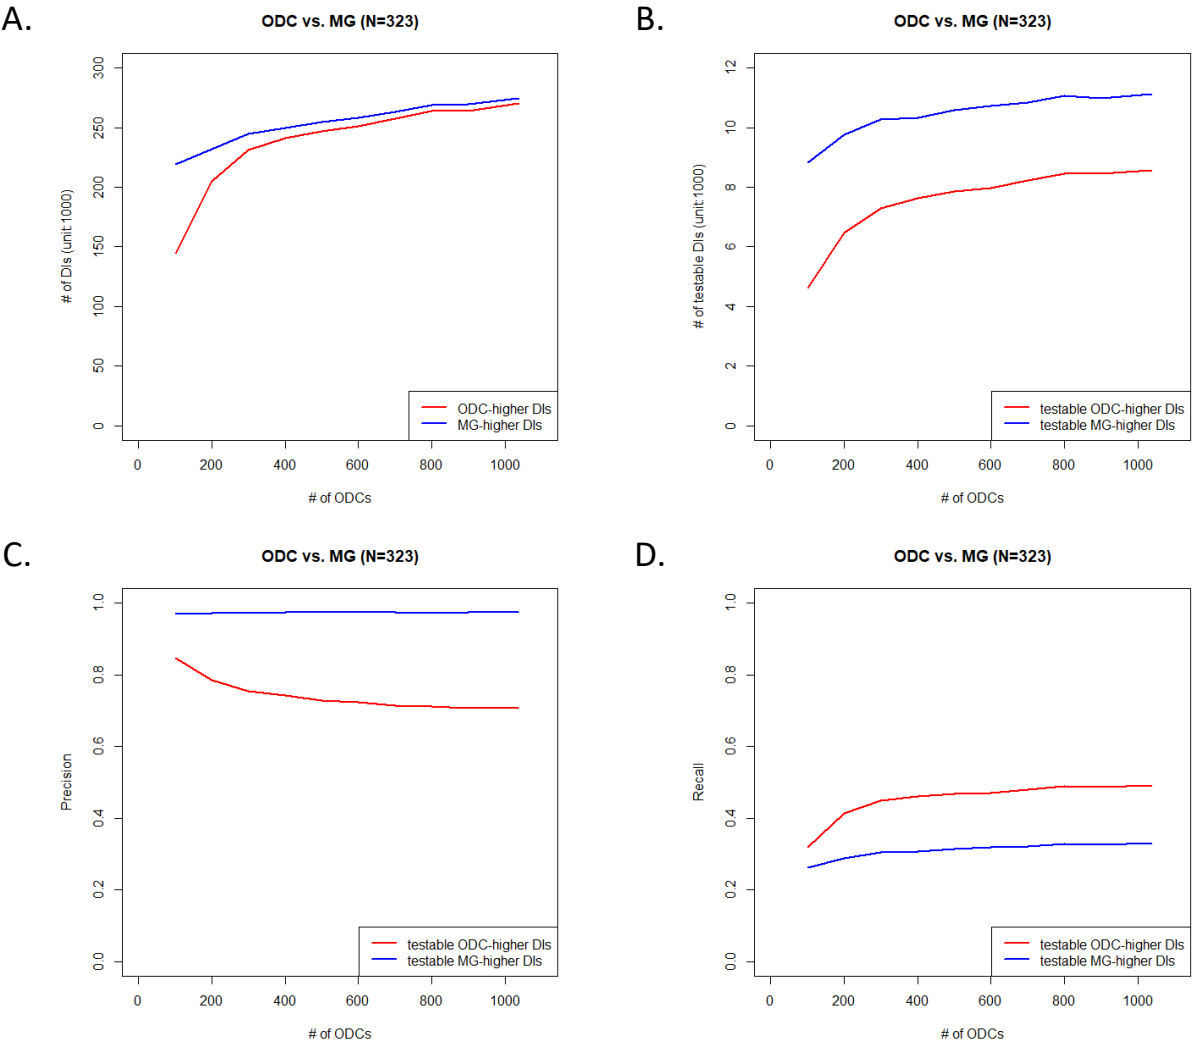 A.
ODC vs. MG (N=323)
# of DIs (unit:1000)
300
250
200
150
100
50
0
0 200 400 600 800 1000
# of ODCs
ODC-higher DIs
MG-higher DIs
B.
ODC vs. MG (N=323)
# of testable DIs (unit:1000)
12
10
8
6
4
2
0
0 200 400 600 800 1000
# of ODCs
testable ODC-higher DIs
testable MG-higher DIs
C.
ODC vs. MG (N=323)
Precision
1.0
0.8
0.6
0.4
0.2
0.0
0 200 400 600 800 1000
# of ODCs
testable ODC-higher DIs
testable MG-higher DIs
D.
ODC vs. MG (N=323)
Recall
1.0
0.8
0.6
0.4
0.2
0.0
0 200 400 600 800 1000
# of ODCs
testable ODC-higher DIs
testable MG-higher DIs